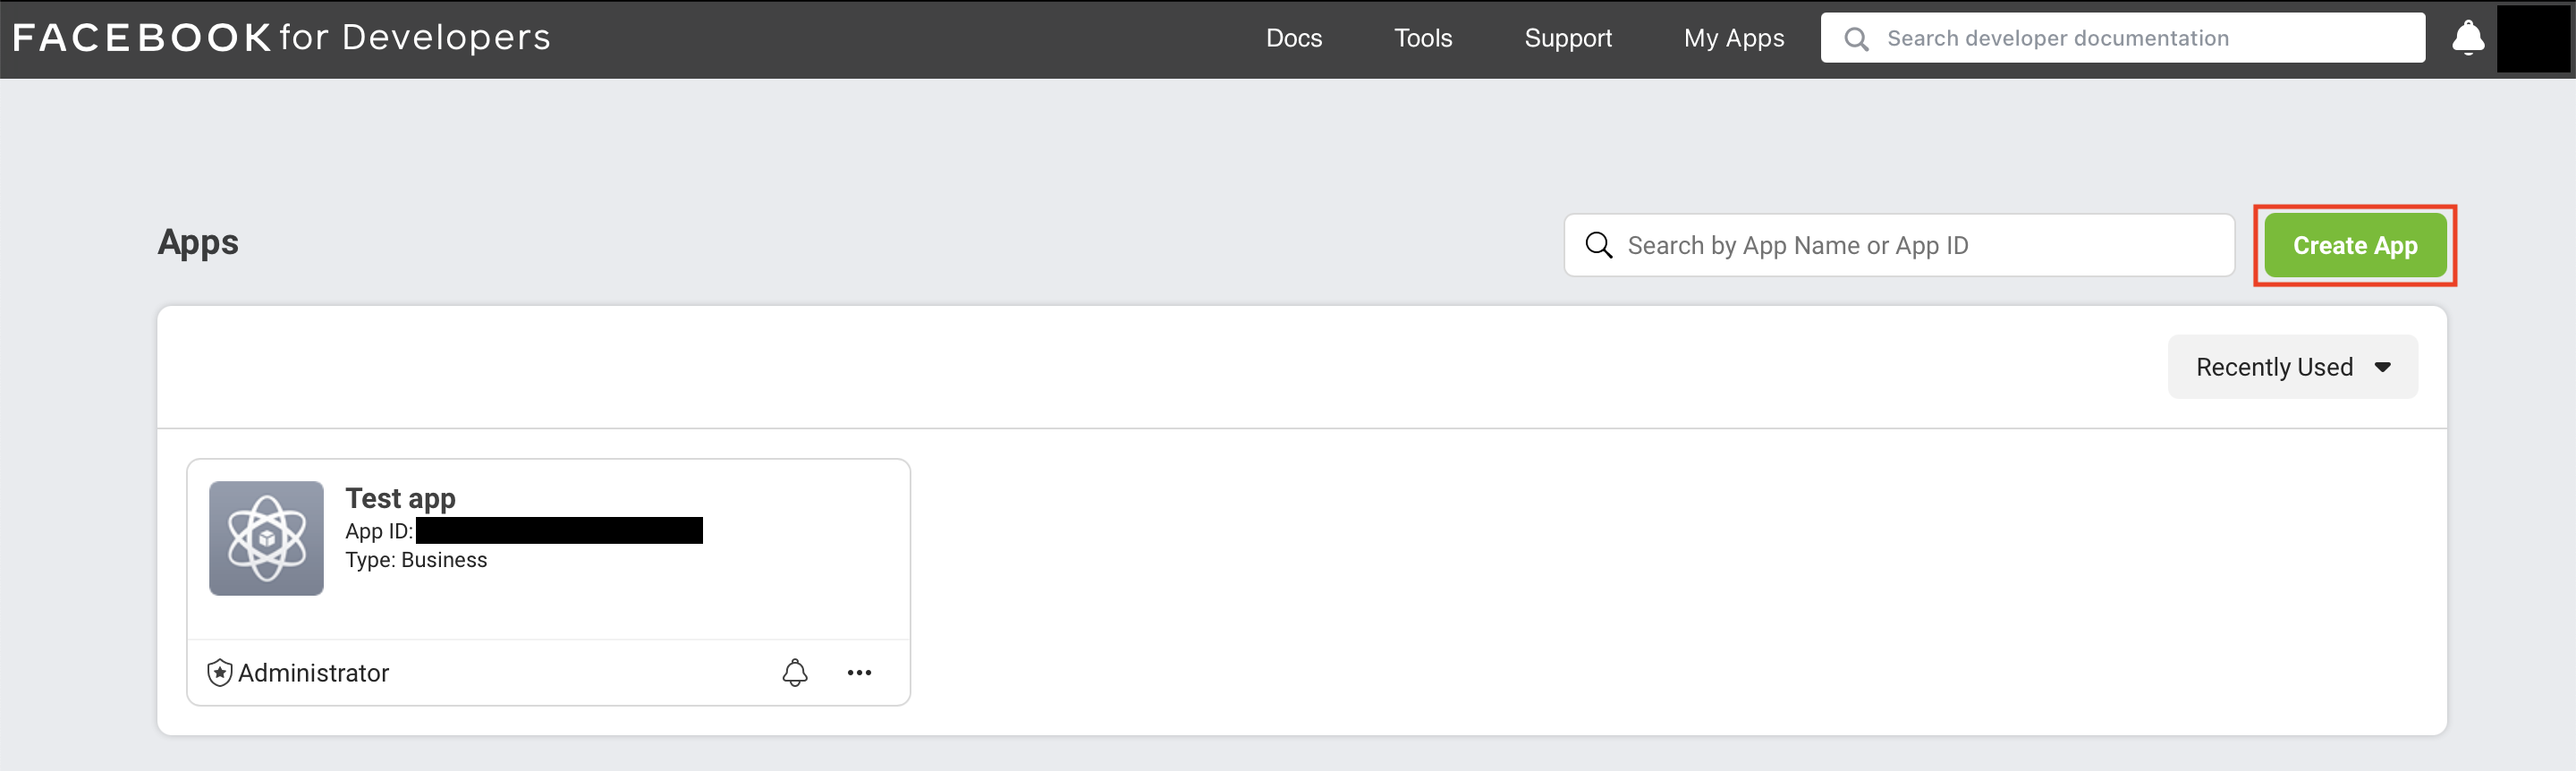 FACEBOOK for Developers
Docs
Tools
Support
My Apps
Search developer documentation
Apps
Search by App Name or App ID
Create App
Recently Used
Test app
App ID:
Type: Business
Administrator